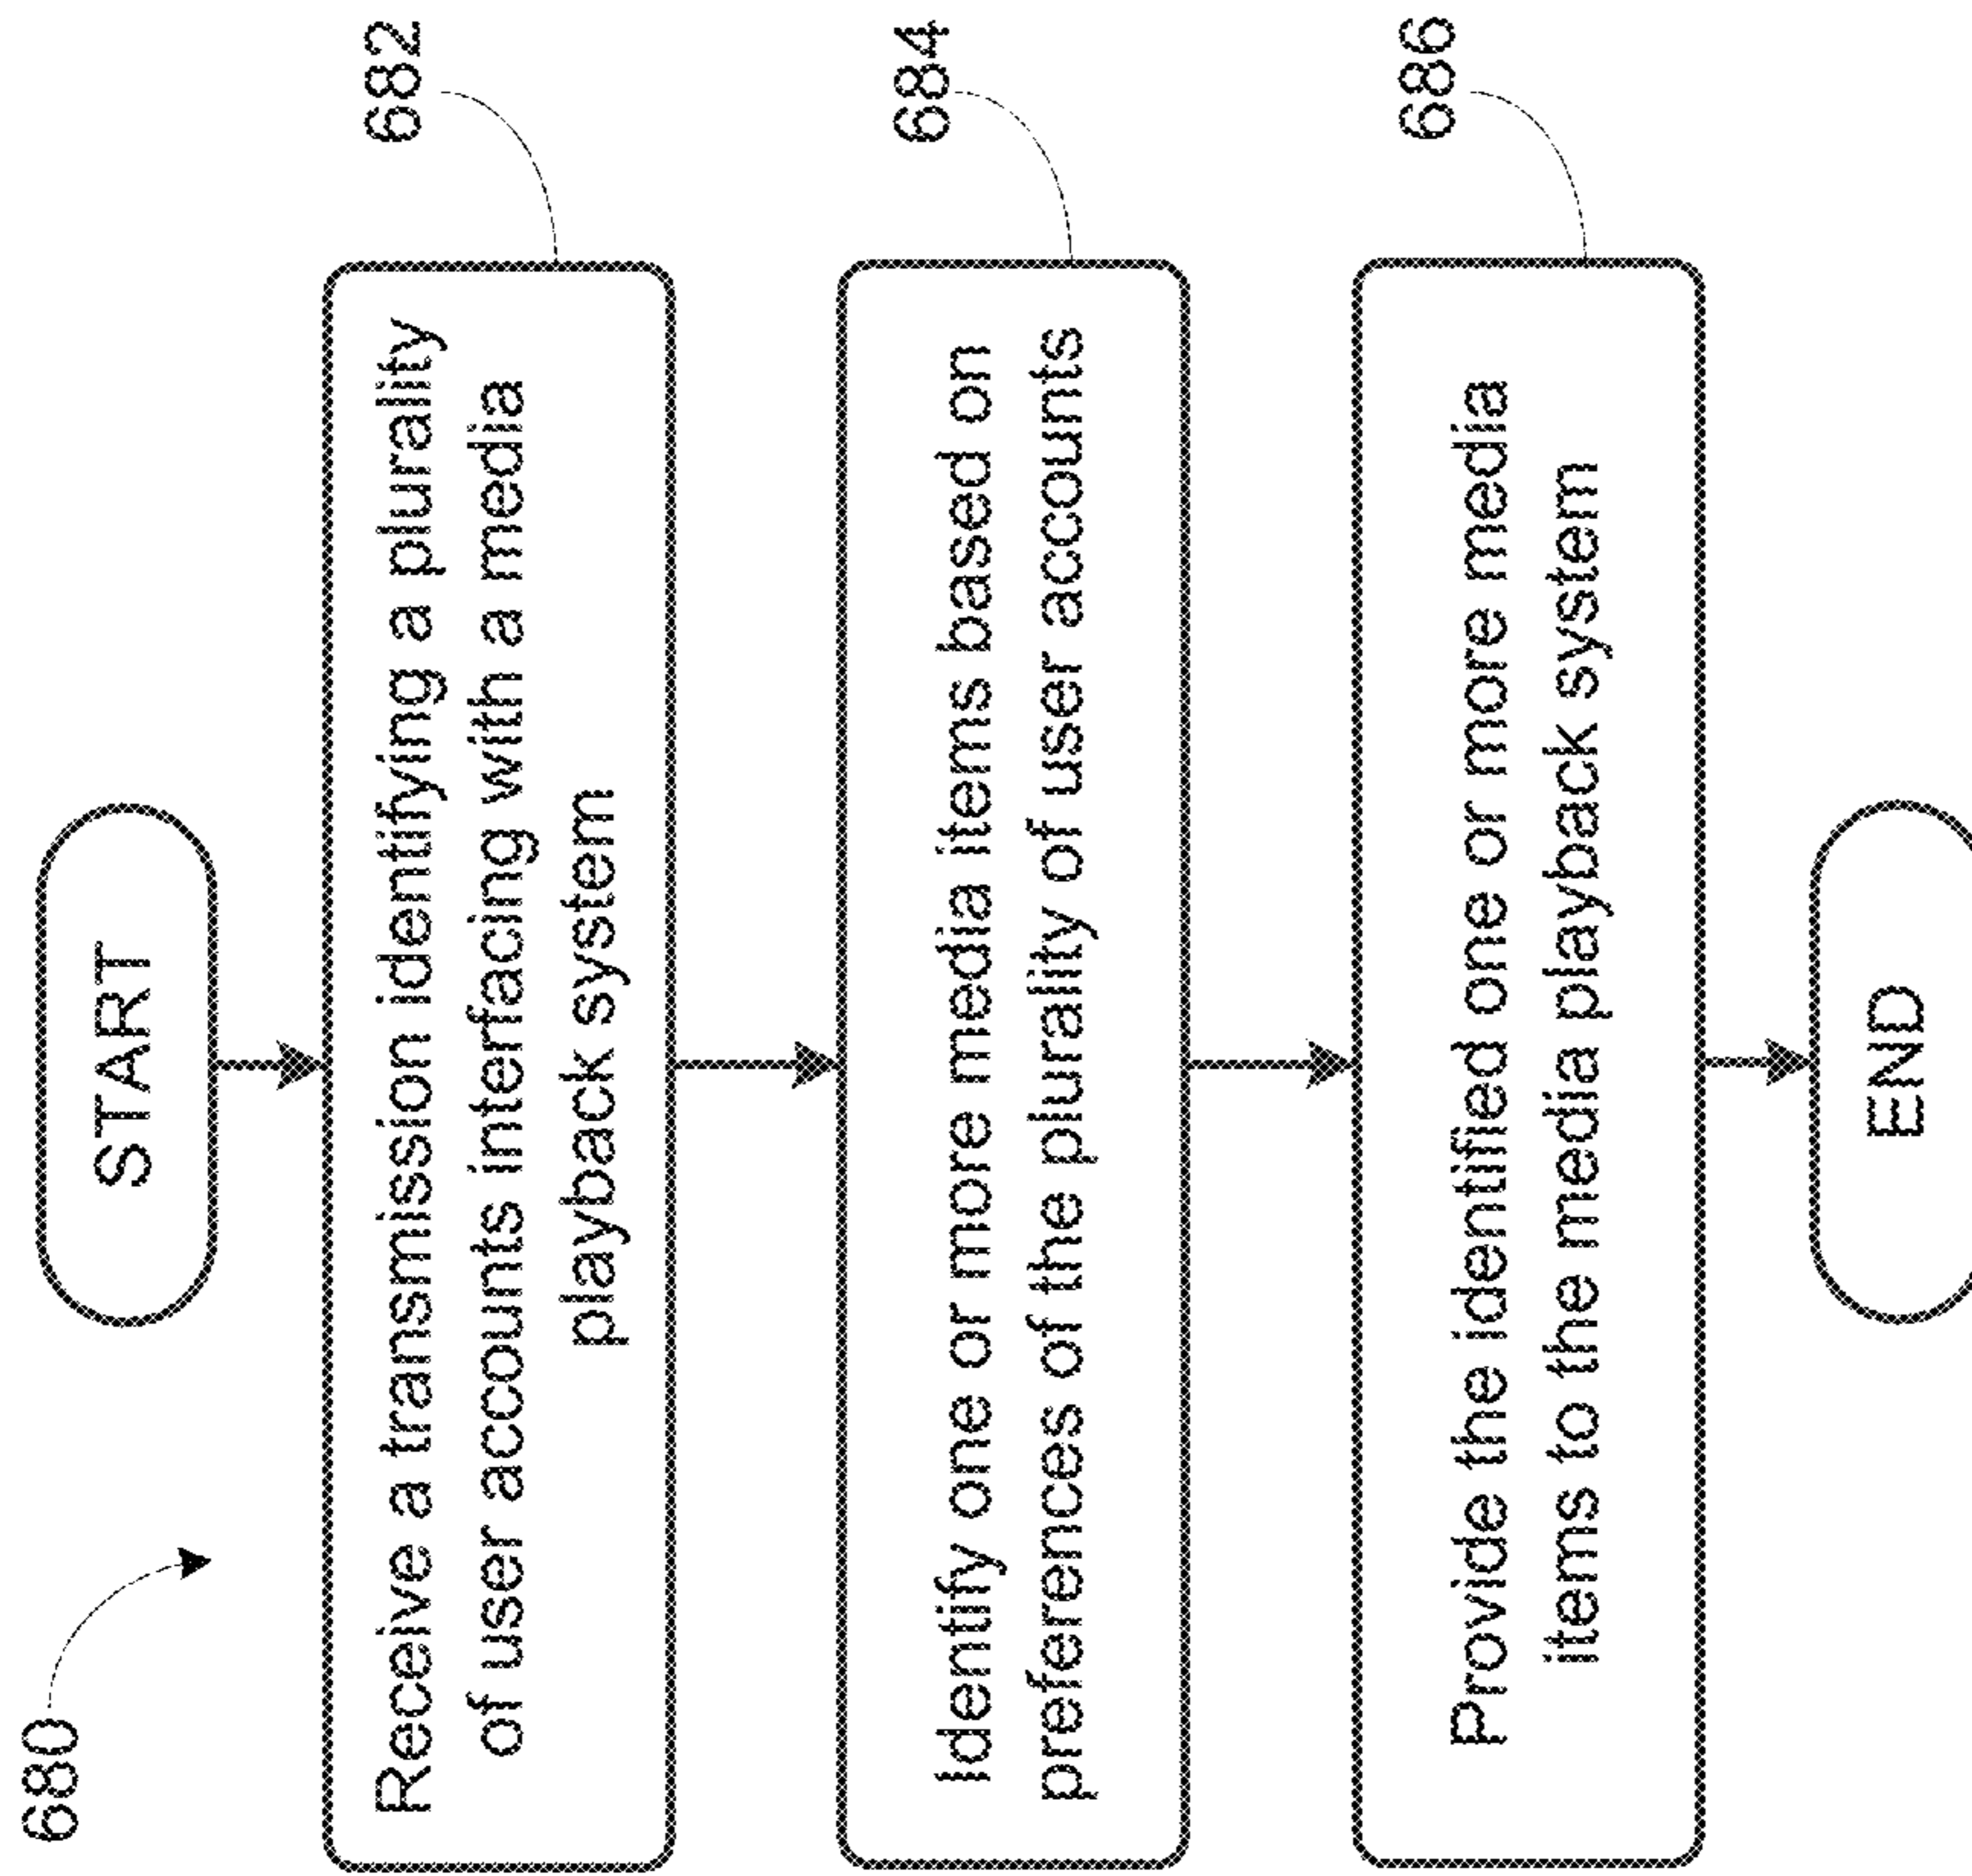 680
START
Receive a transmission identifying a plurality
of user accounts interfacing with a media
playback system
682
Identify one or more media items based on
preferences of the plurality of user accounts
684
Provide the identified one or more media
items to the media playback system
686
END